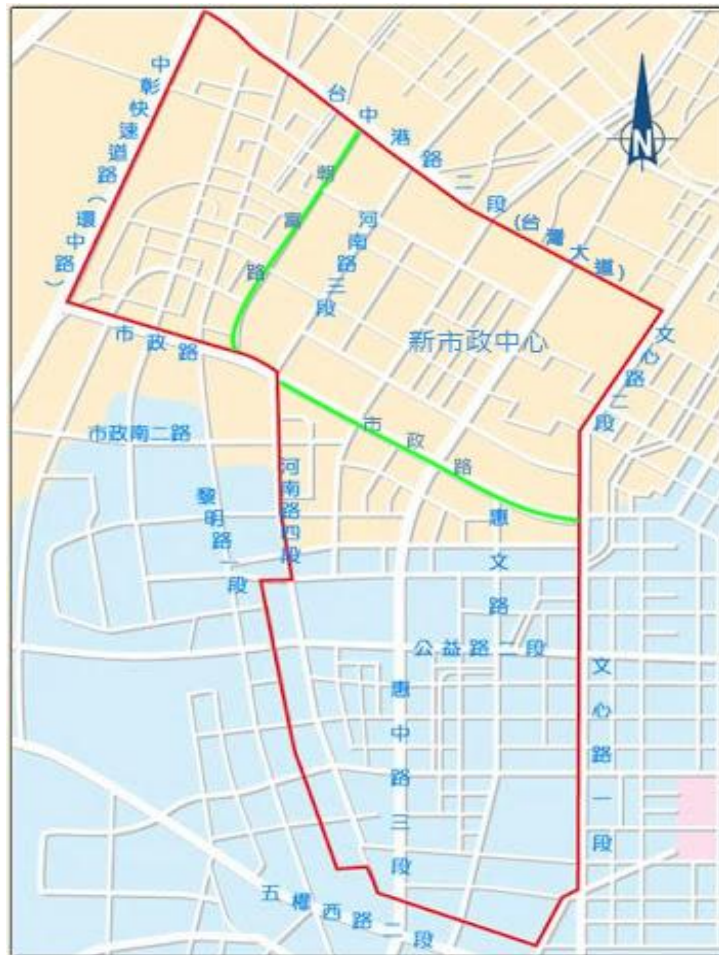 中彰快速道路(環中路)
台中港路二段(台灣大道)
朝富路
河南路三段
N
新市政中心
文心路二段
市政路
市政南二路
市政路
河南路四段
黎明路一段
惠文路
公益路二段
惠中路三段
文心路一段
五權西路二段